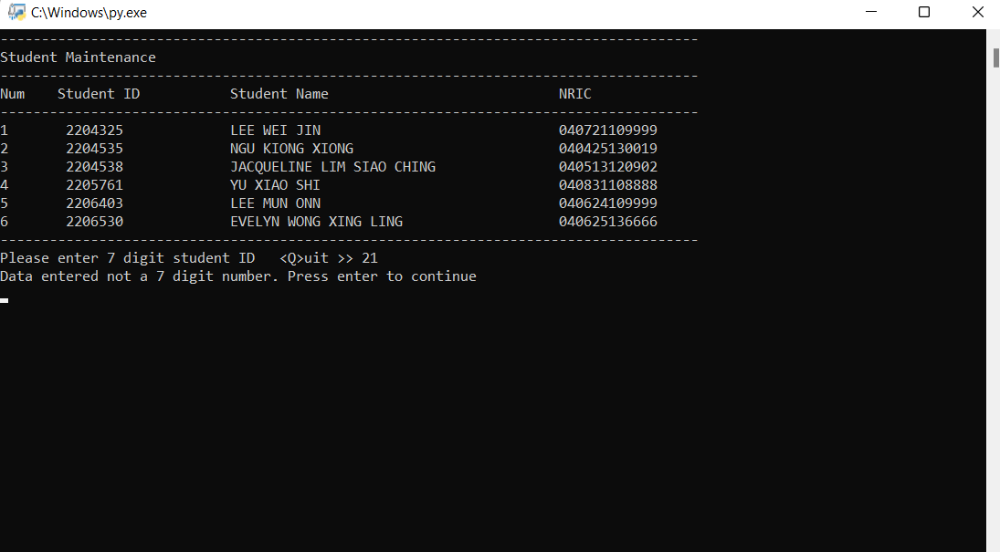 C:\Windows\py.exe
-------------------------------------------------------------------------------------
Student Maintenance
-------------------------------------------------------------------------------------
Num    Student ID           Student Name                            NRIC
-------------------------------------------------------------------------------------
1       2204325             LEE WEI JIN                             040721109999
2       2204535             NGU KIONG XIONG                         040425130019
3       2204538             JACQUELINE LIM SIAO CHING               040513120902
4       2205761             YU XIAO SHI                             040831108888
5       2206403             LEE MUN ONN                             040624109999
6       2206530             EVELYN WONG XING LING                   040625136666
-------------------------------------------------------------------------------------
Please enter 7 digit student ID   <Q>uit >> 21
Data entered not a 7 digit number. Press enter to continue